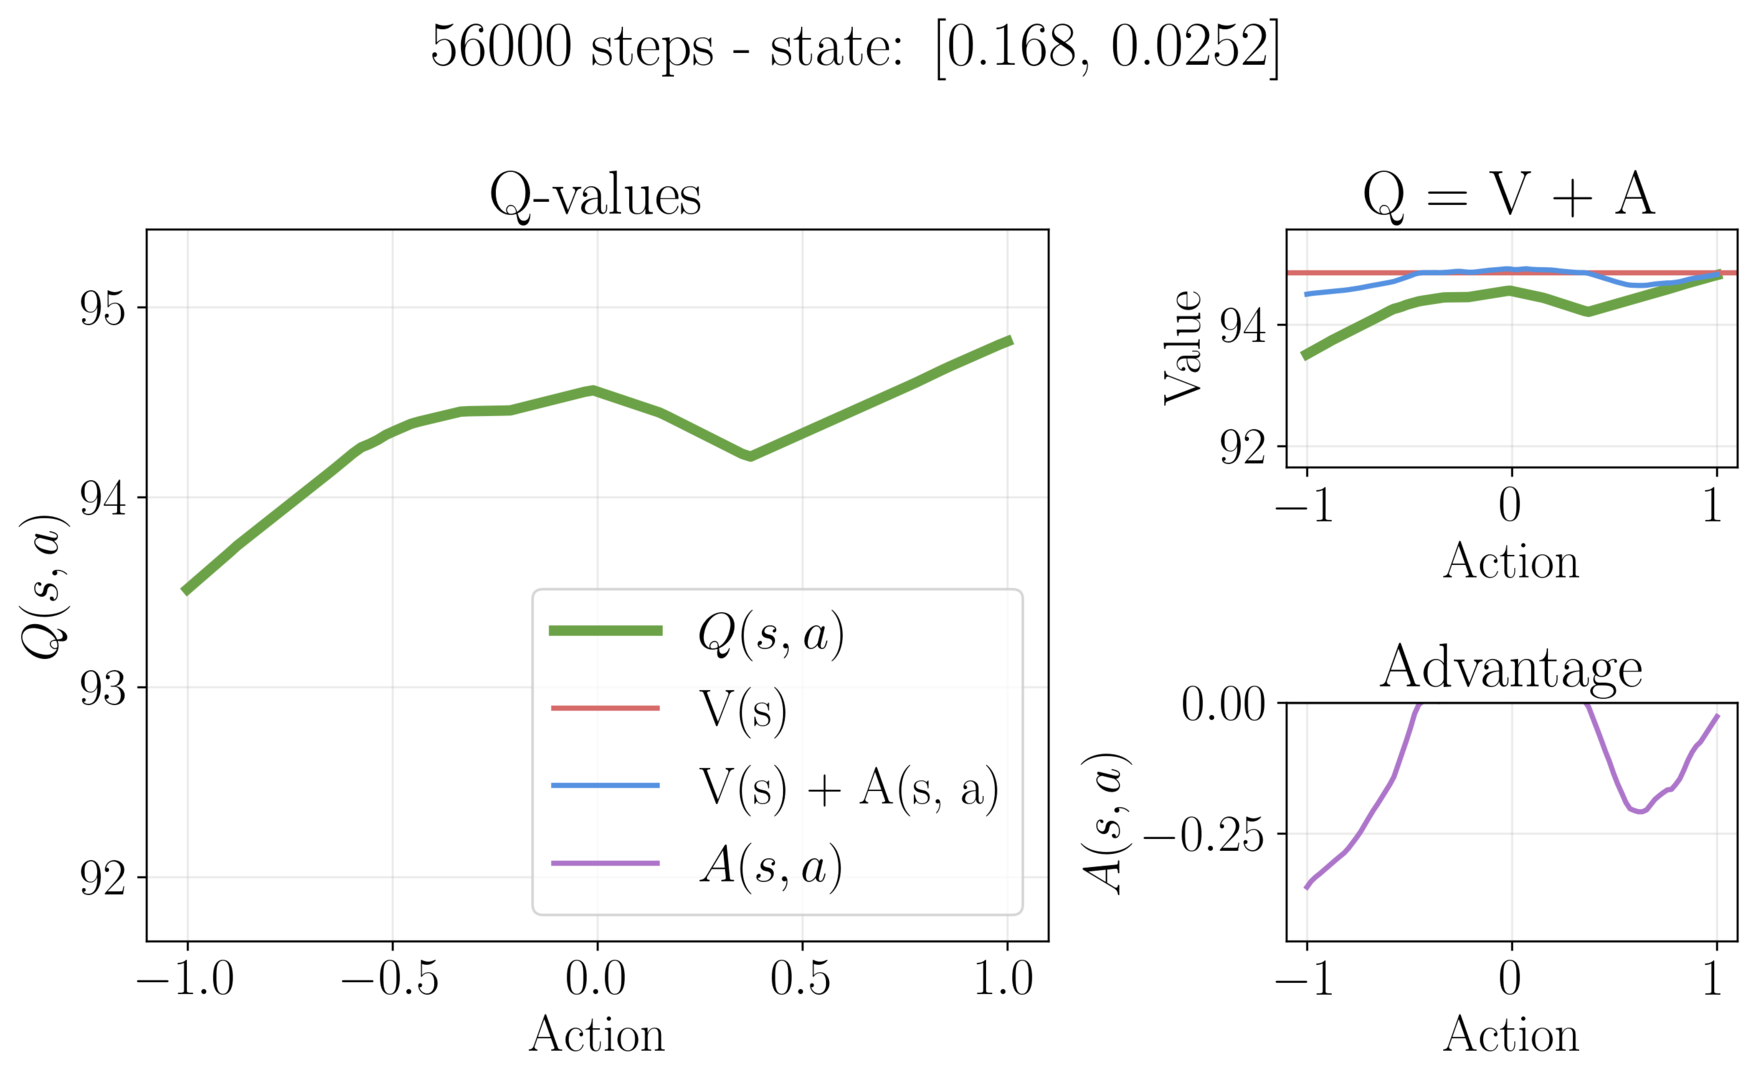 56000 steps - state: [0.168, 0.0252]
Q-values
95
94
93
92
Q(s, a)
−1.0 −0.5 0.0 0.5 1.0
Action
Q(s, a)
V(s)
V(s) + A(s, a)
A(s, a)
Q = V + A
94
92
Value
−1 0 1
Action
Advantage
0.00
−0.25
A(s, a)
−1 0 1
Action